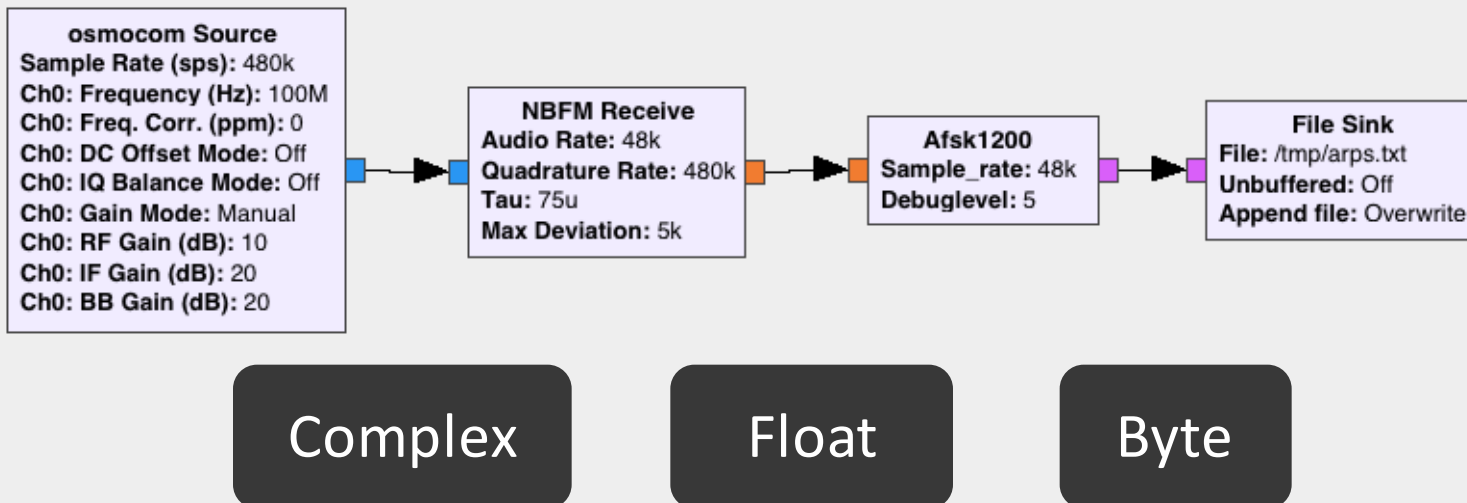 osmocom Source
Sample Rate (sps): 480k
Ch0: Frequency (Hz): 100M
Ch0: Freq. Corr. (ppm): 0
Ch0: DC Offset Mode: Off
Ch0: IQ Balance Mode: Off
Ch0: Gain Mode: Manual
Ch0: RF Gain (dB): 10
Ch0: IF Gain (dB): 20
Ch0: BB Gain (dB): 20
NBFM Receive
Audio Rate: 48k
Quadrature Rate: 480k
Tau: 75u
Max Deviation: 5k
Afsk1200
Sample_rate: 48k
Debuglevel: 5
File Sink
File: /tmp/arps.txt
Unbuffered: Off
Append file: Overwrite
Complex
Float
Byte